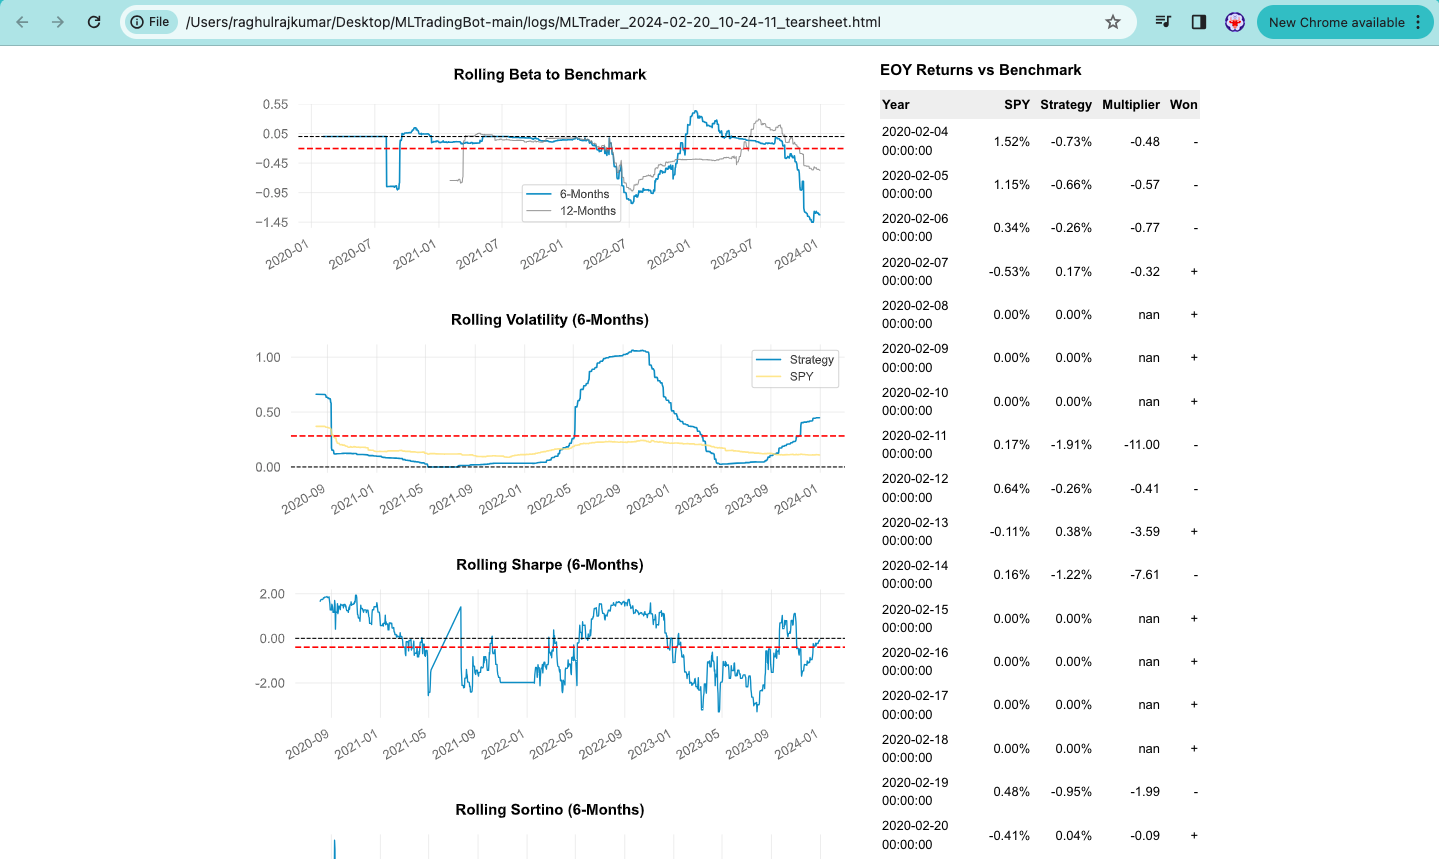 File
/Users/raghulrajkumar/Desktop/MLTradingBot-main/logs/MLTrader_2024-02-20_10-24-11_tearsheet.html
New Chrome available
Rolling Beta to Benchmark
0.55
0.05
−0.45
−0.95
−1.45
6-Months
12-Months
2020-01
2020-07
2021-01
2021-07
2022-01
2022-07
2023-01
2023-07
2024-01
Rolling Volatility (6-Months)
1.00
0.50
0.00
Strategy
SPY
2020-09
2021-01
2021-05
2021-09
2022-01
2022-05
2022-09
2023-01
2023-05
2023-09
2024-01
Rolling Sharpe (6-Months)
2.00
0.00
-2.00
2020-09
2021-01
2021-05
2021-09
2022-01
2022-05
2022-09
2023-01
2023-05
2023-09
2024-01
Rolling Sortino (6-Months)
EOY Returns vs Benchmark
Year SPY Strategy Multiplier Won
2020-02-04
00:00:00 1.52% -0.73% -0.48 -
2020-02-05
00:00:00 1.15% -0.66% -0.57 -
2020-02-06
00:00:00 0.34% -0.26% -0.77 -
2020-02-07
00:00:00 -0.53% 0.17% -0.32 +
2020-02-08
00:00:00 0.00% 0.00% nan +
2020-02-09
00:00:00 0.00% 0.00% nan +
2020-02-10
00:00:00 0.00% 0.00% nan +
2020-02-11
00:00:00 0.17% -1.91% -11.00 -
2020-02-12
00:00:00 0.64% -0.26% -0.41 -
2020-02-13
00:00:00 -0.11% 0.38% -3.59 +
2020-02-14
00:00:00 0.16% -1.22% -7.61 -
2020-02-15
00:00:00 0.00% 0.00% nan +
2020-02-16
00:00:00 0.00% 0.00% nan +
2020-02-17
00:00:00 0.00% 0.00% nan +
2020-02-18
00:00:00 0.00% 0.00% nan +
2020-02-19
00:00:00 0.48% -0.95% -1.99 -
2020-02-20
00:00:00 -0.41% 0.04% -0.09 +